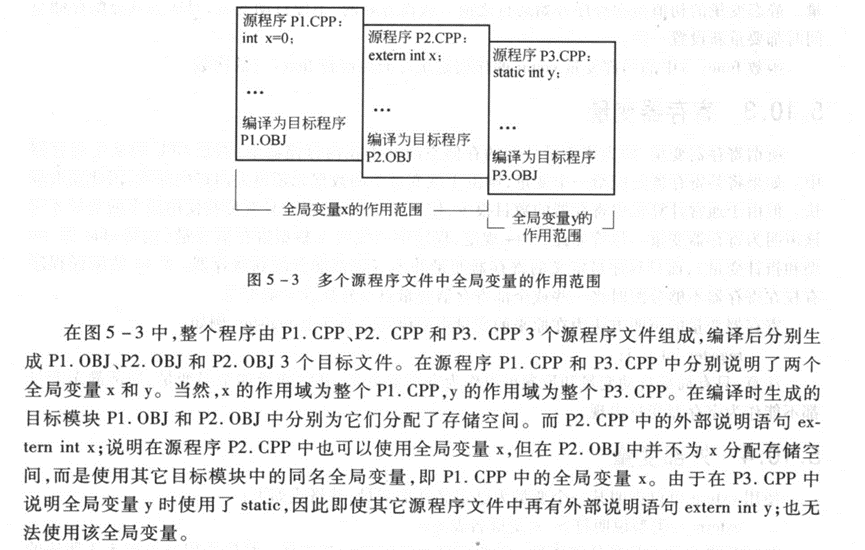 源程序 P1.CPP：
int x=0；
…
编译为目标程序
P1.OBJ
源程序 P2.CPP：
extern int x；
…
编译为目标程序
P2.OBJ
源程序 P3.CPP：
static int y；
…
编译为目标程序
P3.OBJ
全局变量x的作用范围
全局变量y的
作用范围
图 5-3 多个源程序文件中全局变量的作用范围
在图 5-3 中,整个程序由 P1.CPP、P2. CPP 和 P3. CPP 3 个源程序文件组成,编译后分别生
成 P1. OBJ、P2. OBJ 和 P2. OBJ 3 个目标文件。在源程序 P1. CPP 和 P3. CPP 中分别说明了两个
全局变量 x 和 y。当然,x 的作用域为整个 P1. CPP,y 的作用域为整个 P3. CPP。在编译时生成的
目标模块 P1. OBJ 和 P2. OBJ 中分别为它们分配了存储空间。而 P2. CPP 中的外部说明语句 ex-
tern int x;说明在源程序 P2. CPP 中也可以使用全局变量 x,但在 P2. OBJ 中并不为 x 分配存储空
间,而是使用其它目标模块中的同名全局变量,即 P1. CPP 中的全局变量 x。由于在 P3. CPP 中
说明全局变量 y 时使用了 static,因此即使其它源程序文件中再有外部说明语句 extern int y;也无
法使用该全局变量。